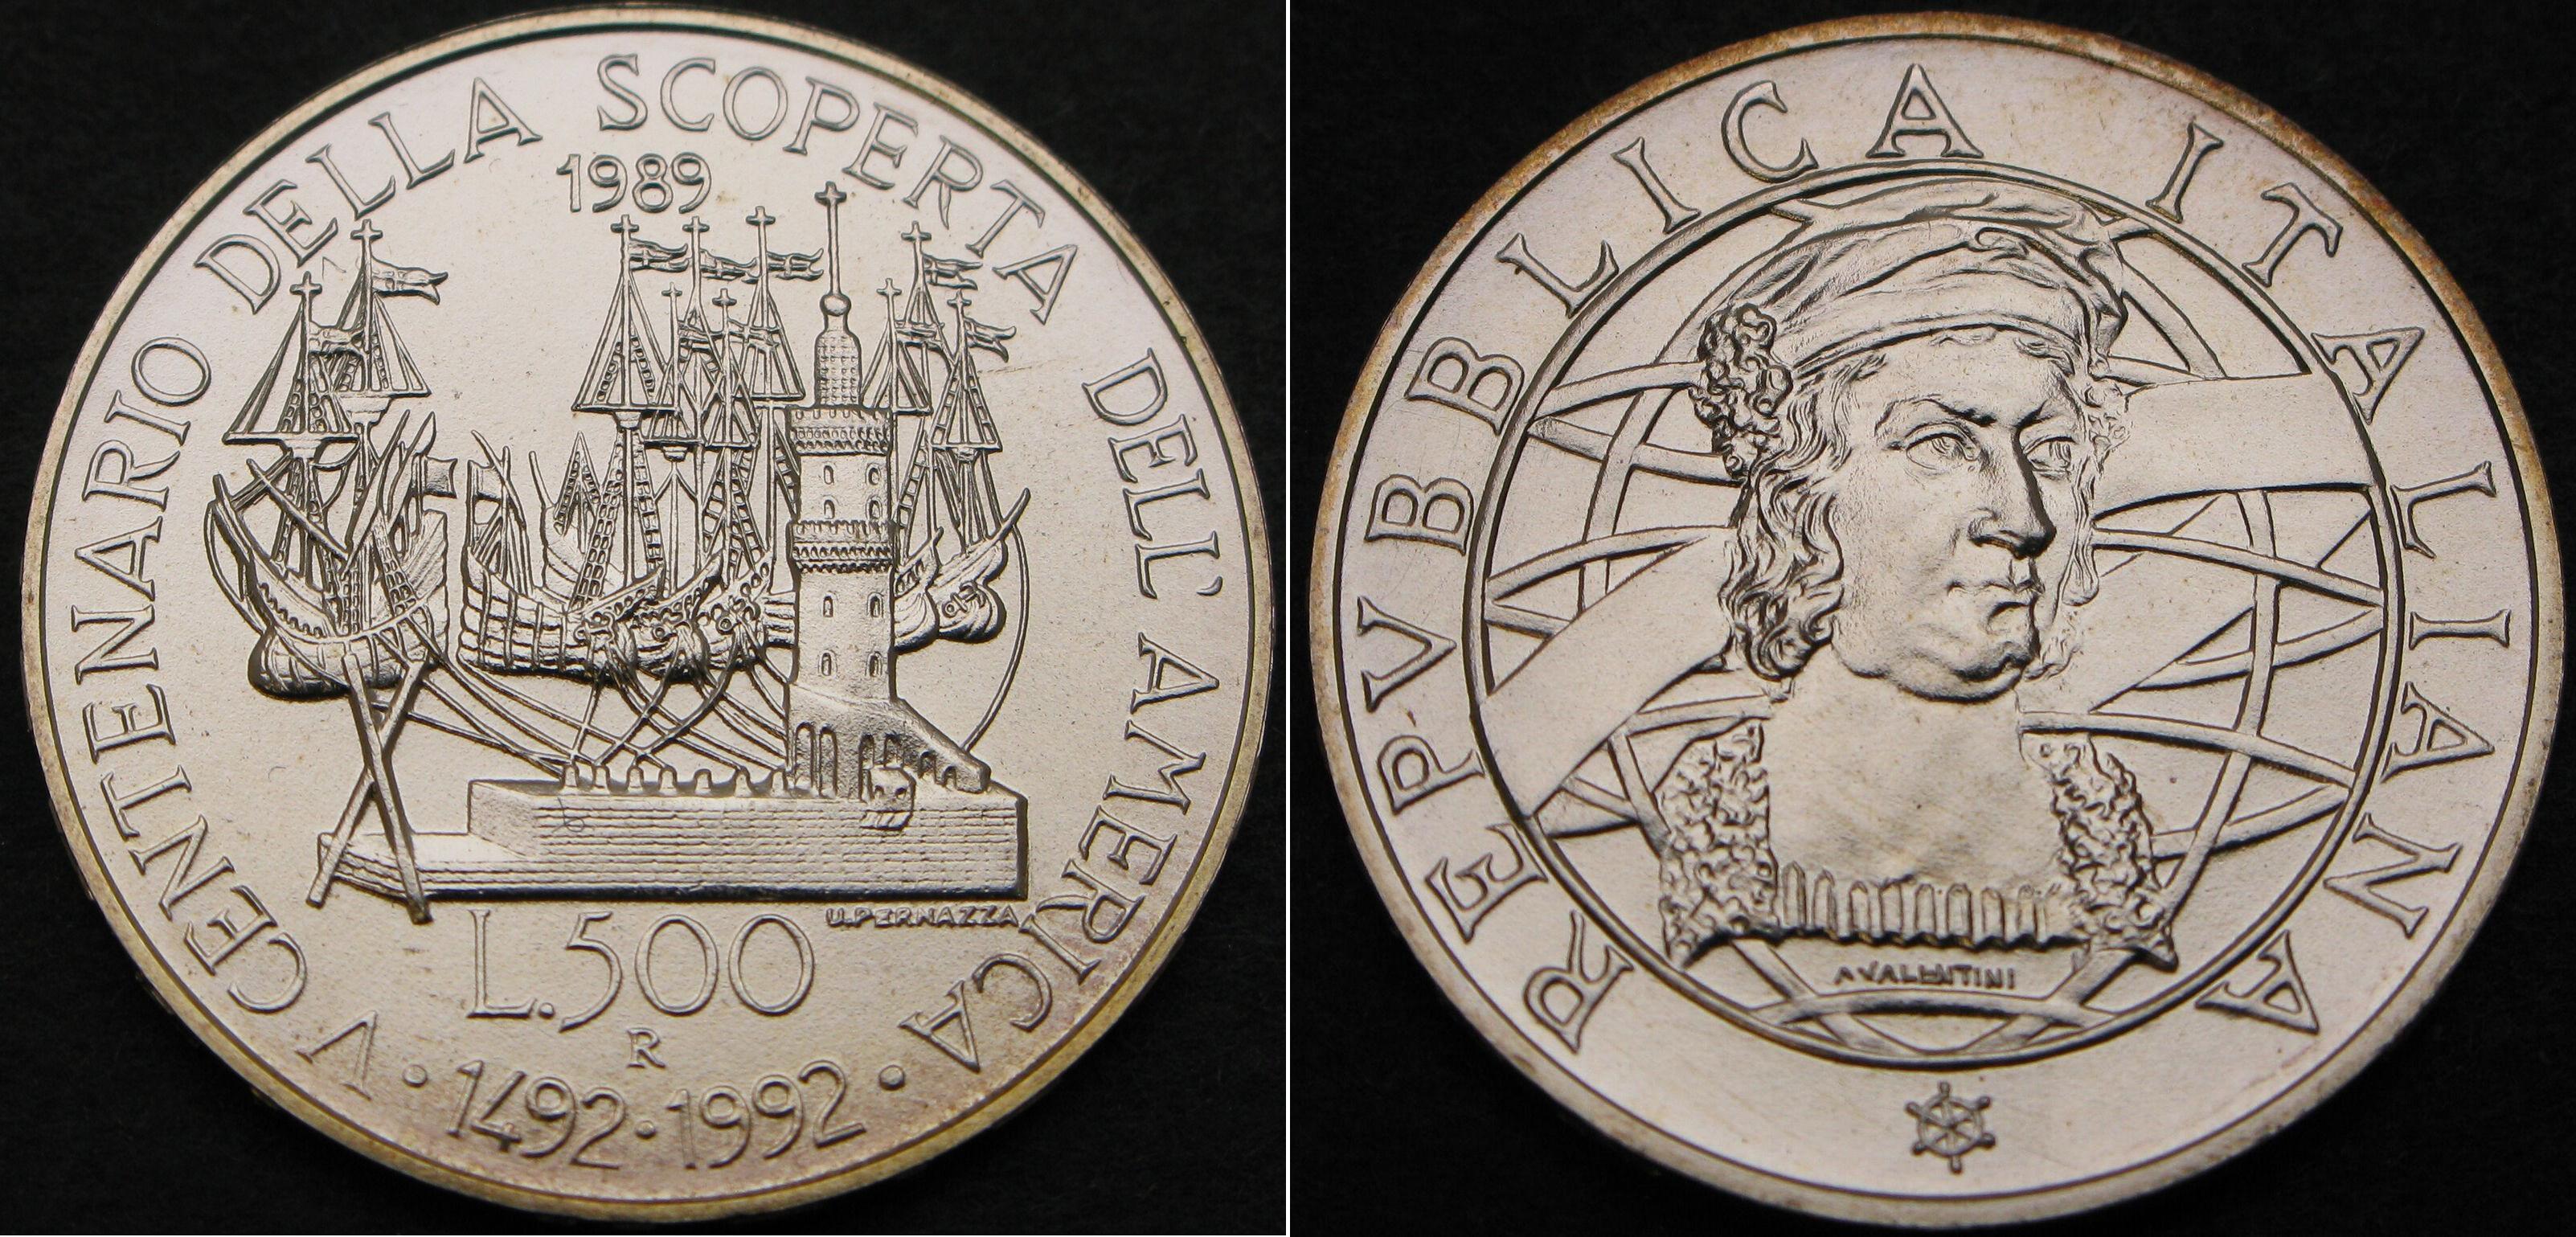 V CENTENARIO DELLA SCOPERTA DELL' AMERICA
1989
U.PERNAZZA
L.500
R
• 1492 • 1992 •
REPVBBLICA ITALIANA
A VALENTINI